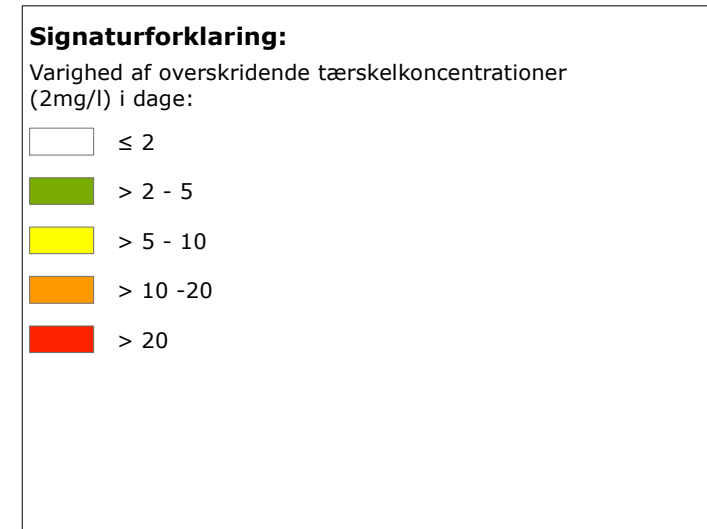 Signaturforklaring:
Varighed af overskridende tærskelkoncentrationer
(2mg/l) i dage:
≤ 2
> 2 - 5
> 5 - 10
> 10 -20
> 20